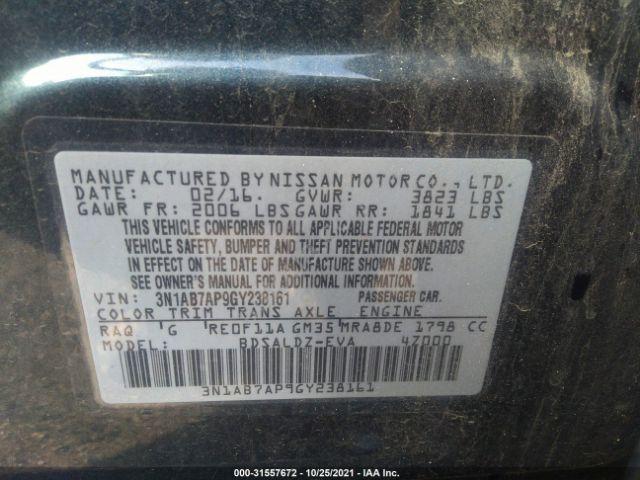 MANUFACTURED BY NISSAN MOTOR CO., LTD.
DATE: 02/16. GVWR: 3823 LBS
GAWR FR: 2006 LBS GAWR RR: 1841 LBS
THIS VEHICLE CONFORMS TO ALL APPLICABLE FEDERAL MOTOR
VEHICLE SAFETY, BUMPER AND THEFT PREVENTION STANDARDS
IN EFFECT ON THE DATE OF MANUFACTURE SHOWN ABOVE.
SEE OWNER'S MANUAL FOR ADDITIONAL INFORMATION.
VIN: 3N1AB7AP9GY238161 PASSENGER CAR.
COLOR TRIM TRANS AXLE ENGINE
RAQ G RE0F11A GM35 MRA8DE 1798 CC
MODEL: BDSALDZ-EVA 4Z000
3N1AB7AP9GY238161
000-31557672 - 10/25/2021 - IAA Inc.